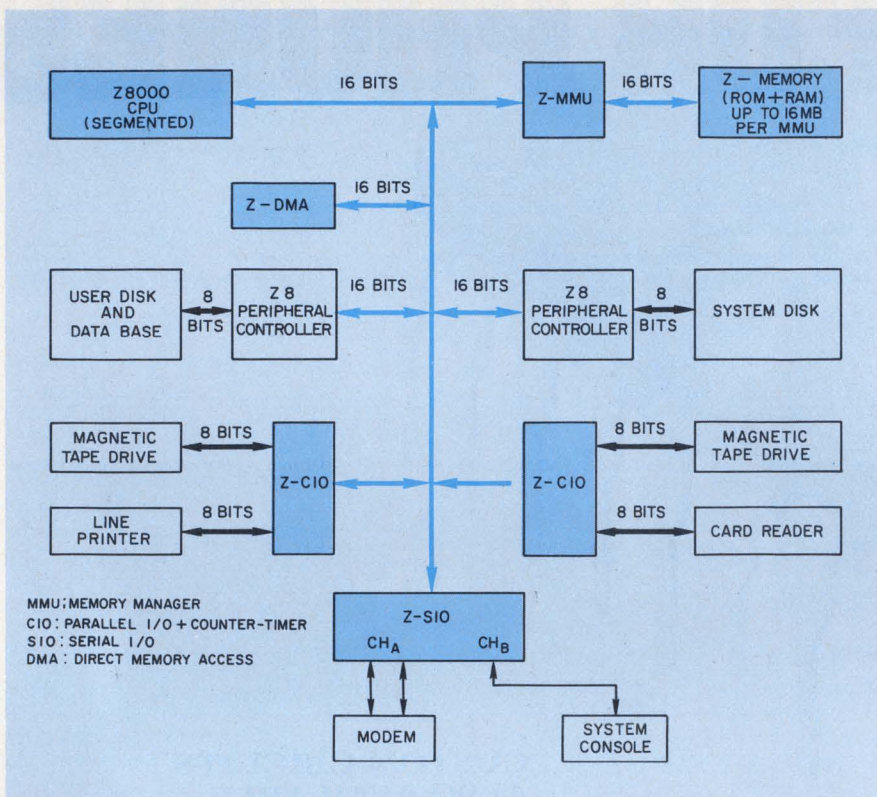 Z8000
CPU
(SEGMENTED)
16 BITS
Z-MMU
16 BITS
Z-MEMORY
(ROM+RAM)
UP TO 16MB
PER MMU
Z-DMA
16 BITS
USER DISK
AND
DATA BASE
8
BITS
Z8
PERIPHERAL
CONTROLLER
16 BITS
16 BITS
Z8
PERIPHERAL
CONTROLLER
8
BITS
SYSTEM DISK
MAGNETIC
TAPE DRIVE
8 BITS
LINE
PRINTER
8 BITS
Z-CIO
Z-CIO
8 BITS
MAGNETIC
TAPE DRIVE
8 BITS
CARD READER
MMU; MEMORY MANAGER
CIO: PARALLEL I/O + COUNTER-TIMER
SIO: SERIAL I/O
DMA: DIRECT MEMORY ACCESS
Z-SIO
CHA
CHB
MODEM
SYSTEM
CONSOLE